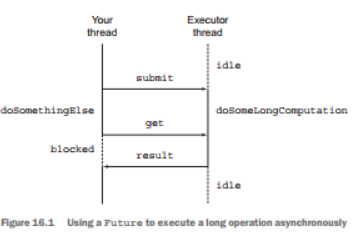 Your
thread
Executor
thread
idle
submit
doSomethingElse
doSomeLongComputation
get
blocked
result
idle
Figure 16.1 Using a Future to execute a long operation asynchronously